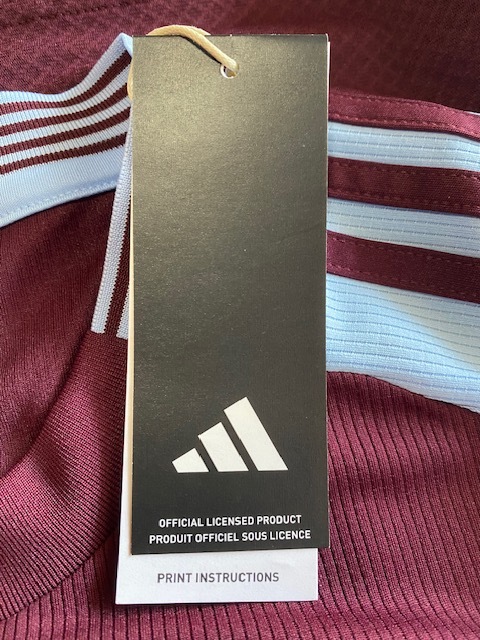 OFFICIAL LICENSED PRODUCT
PRODUIT OFFICIEL SOUS LICENCE
PRINT INSTRUCTIONS